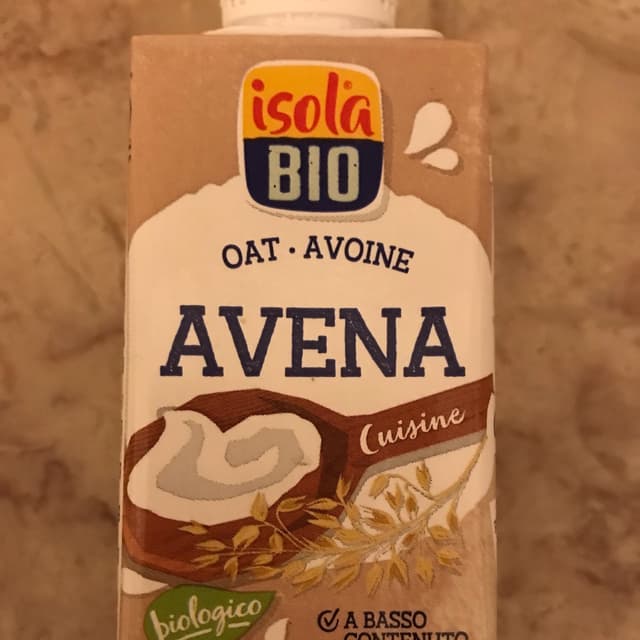 isola
BIO
OAT · AVOINE
AVENA
Cuisine
biologico
A BASSO
CONTENUTO